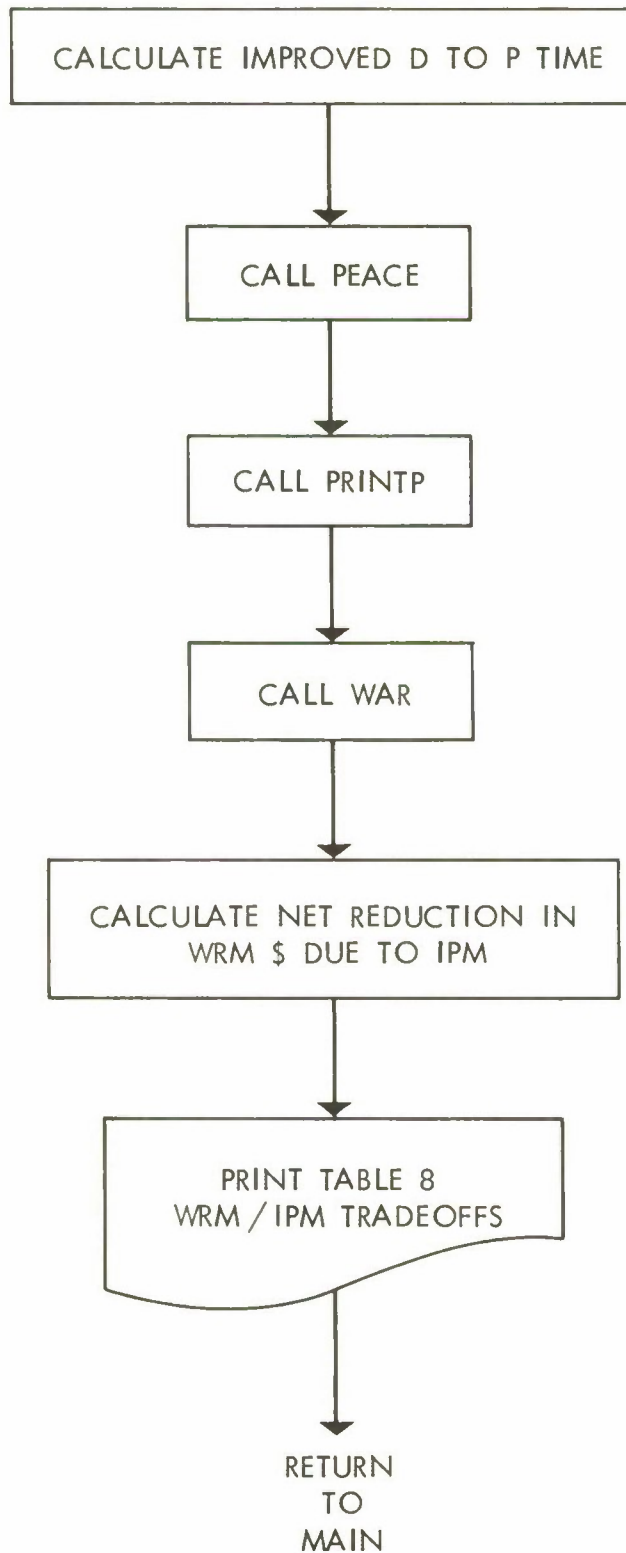 CALCULATE IMPROVED D TO P TIME
CALL PEACE
CALL PRINTP
CALL WAR
CALCULATE NET REDUCTION IN
WRM $ DUE TO IPM
PRINT TABLE 8
WRM / IPM TRADEOFFS
RETURN
TO
MAIN